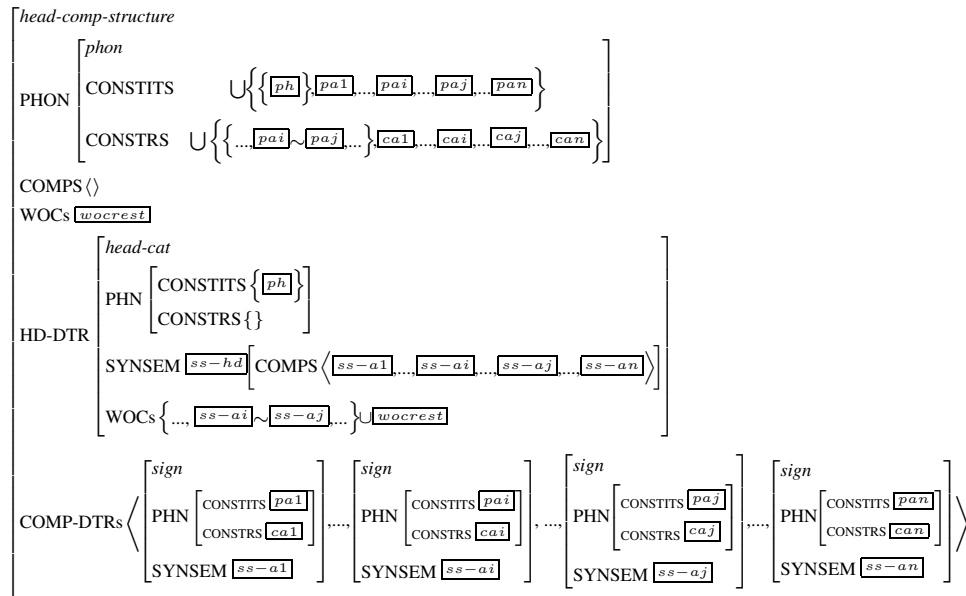 head-comp-structure
phon
PHON
CONSTITS ∪{{ph},pa1,...,pai,...,paj,...pan}
CONSTRS ∪{{...,pai∼paj,...},ca1,...,cai,...caj,...,can}
COMPS ⟨⟩
WOCs wocrest
head-cat
PHN
CONSTITS {ph}
CONSTRS {}
HD-DTR
SYNSEM ss-hd[COMPS⟨ss-a1,...,ss-ai,...,ss-aj,...,ss-an⟩]
WOCs{..., ss-ai∼ss-aj,...}∪wocrest
COMP-DTRs
sign
PHN
CONSTITS pa1
CONSTRS ca1
SYNSEM ss-a1
,...,
sign
PHN
CONSTITS pai
CONSTRS cai
SYNSEM ss-ai
, ...,
sign
PHN
CONSTITS paj
CONSTRS caj
SYNSEM ss-aj
,...,
sign
PHN
CONSTITS pan
CONSTRS can
SYNSEM ss-an